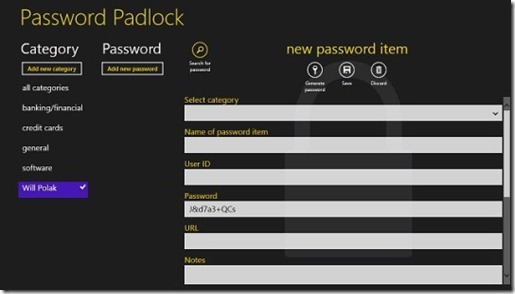 Password Padlock
Category
Password
Add new category
Add new password
Search for
password
all categories
banking/financial
credit cards
general
software
Will Polak
new password item
Generate
password
Save
Discard
Select category
Name of password item
User ID
Password
J&d7a3+QCs
URL
Notes